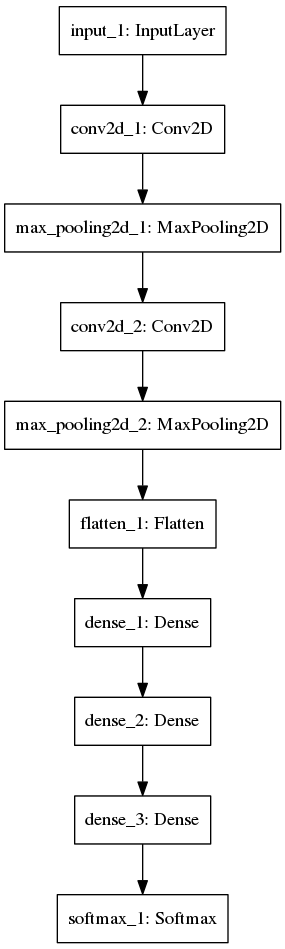 input_1: InputLayer
conv2d_1: Conv2D
max_pooling2d_1: MaxPooling2D
conv2d_2: Conv2D
max_pooling2d_2: MaxPooling2D
flatten_1: Flatten
dense_1: Dense
dense_2: Dense
dense_3: Dense
softmax_1: Softmax